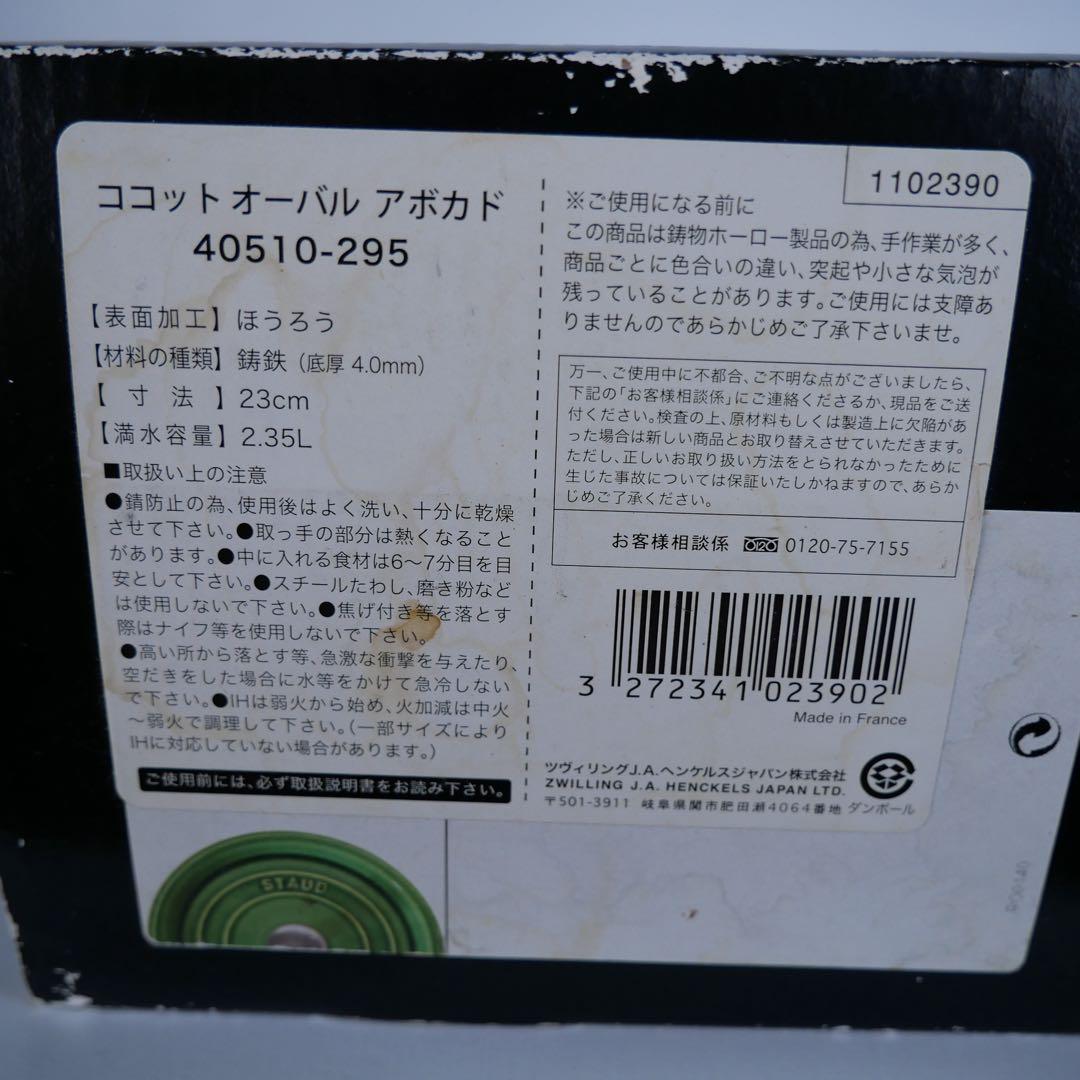 ココット オーバル アボカド
40510-295
【表面加工】ほうろう
【材料の種類】鋳鉄（底厚 4.0mm）
【 寸 法 】23cm
【満水容量】2.35L
■取扱い上の注意
●錆防止の為、使用後はよく洗い、十分に乾燥
させて下さい。●取っ手の部分は熱くなること
があります。●中に入れる食材は6～7分目を目
安として下さい。●スチールたわし、磨き粉など
は使用しないで下さい。●焦げ付き等を落とす
際はナイフ等を使用しないで下さい。
●高い所から落とす等、急激な衝撃を与えたり、
空だきをした場合に水等をかけて急冷しない
で下さい。●IHは弱火から始め、火加減は中火
～弱火で調理して下さい。（一部サイズにより
IHに対応していない場合があります。）
ご使用前には、必ず取扱説明書をお読み下さい。
1102390
※ご使用になる前に
この商品は鋳物ホーロー製品の為、手作業が多く、
商品ごとに色合いの違い、突起や小さな気泡が
残っていることがあります。ご使用には支障あ
りませんのであらかじめご了承下さいませ。
万一、ご使用中に不都合、ご不明な点がございましたら、
下記の「お客様相談係」にご連絡くださるか、現品をご送
付ください。検査の上、原材料もしくは製造上に欠陥があ
った場合は新しい商品とお取り替えさせていただきます。
ただし、正しいお取り扱い方法をとられなかったために
生じた事故については保証いたしかねますので、あらか
じめご了承ください。
お客様相談係 0120-75-7155
3 272341 023902
Made in France
ツヴィリングJ.A.ヘンケルスジャパン株式会社
ZWILLING J.A. HENCKELS JAPAN LTD.
〒501-3911 岐阜県関市肥田瀬4064番地
ダンボール
STAUB